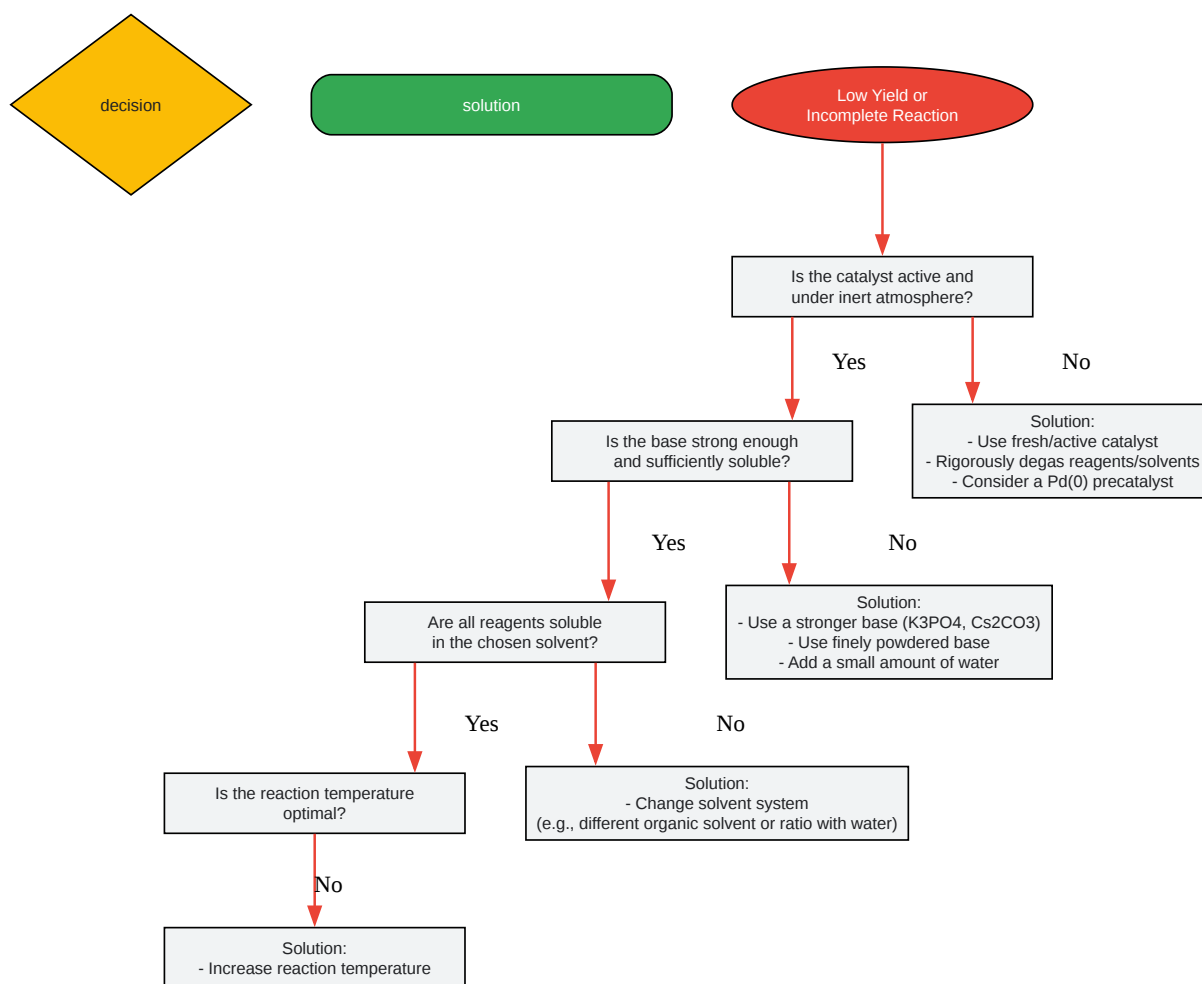 decision
solution
Low Yield or
Incomplete Reaction
Is the catalyst active and
under inert atmosphere?
Yes
No
Solution:
- Use fresh/active catalyst
- Rigorously degas reagents/solvents
- Consider a Pd(0) precatalyst
Is the base strong enough
and sufficiently soluble?
Yes
No
Solution:
- Use a stronger base (K3PO4, Cs2CO3)
- Use finely powdered base
- Add a small amount of water
Are all reagents soluble
in the chosen solvent?
Yes
No
Solution:
- Change solvent system
(e.g., different organic solvent or ratio with water)
Is the reaction temperature
optimal?
No
Solution:
- Increase reaction temperature